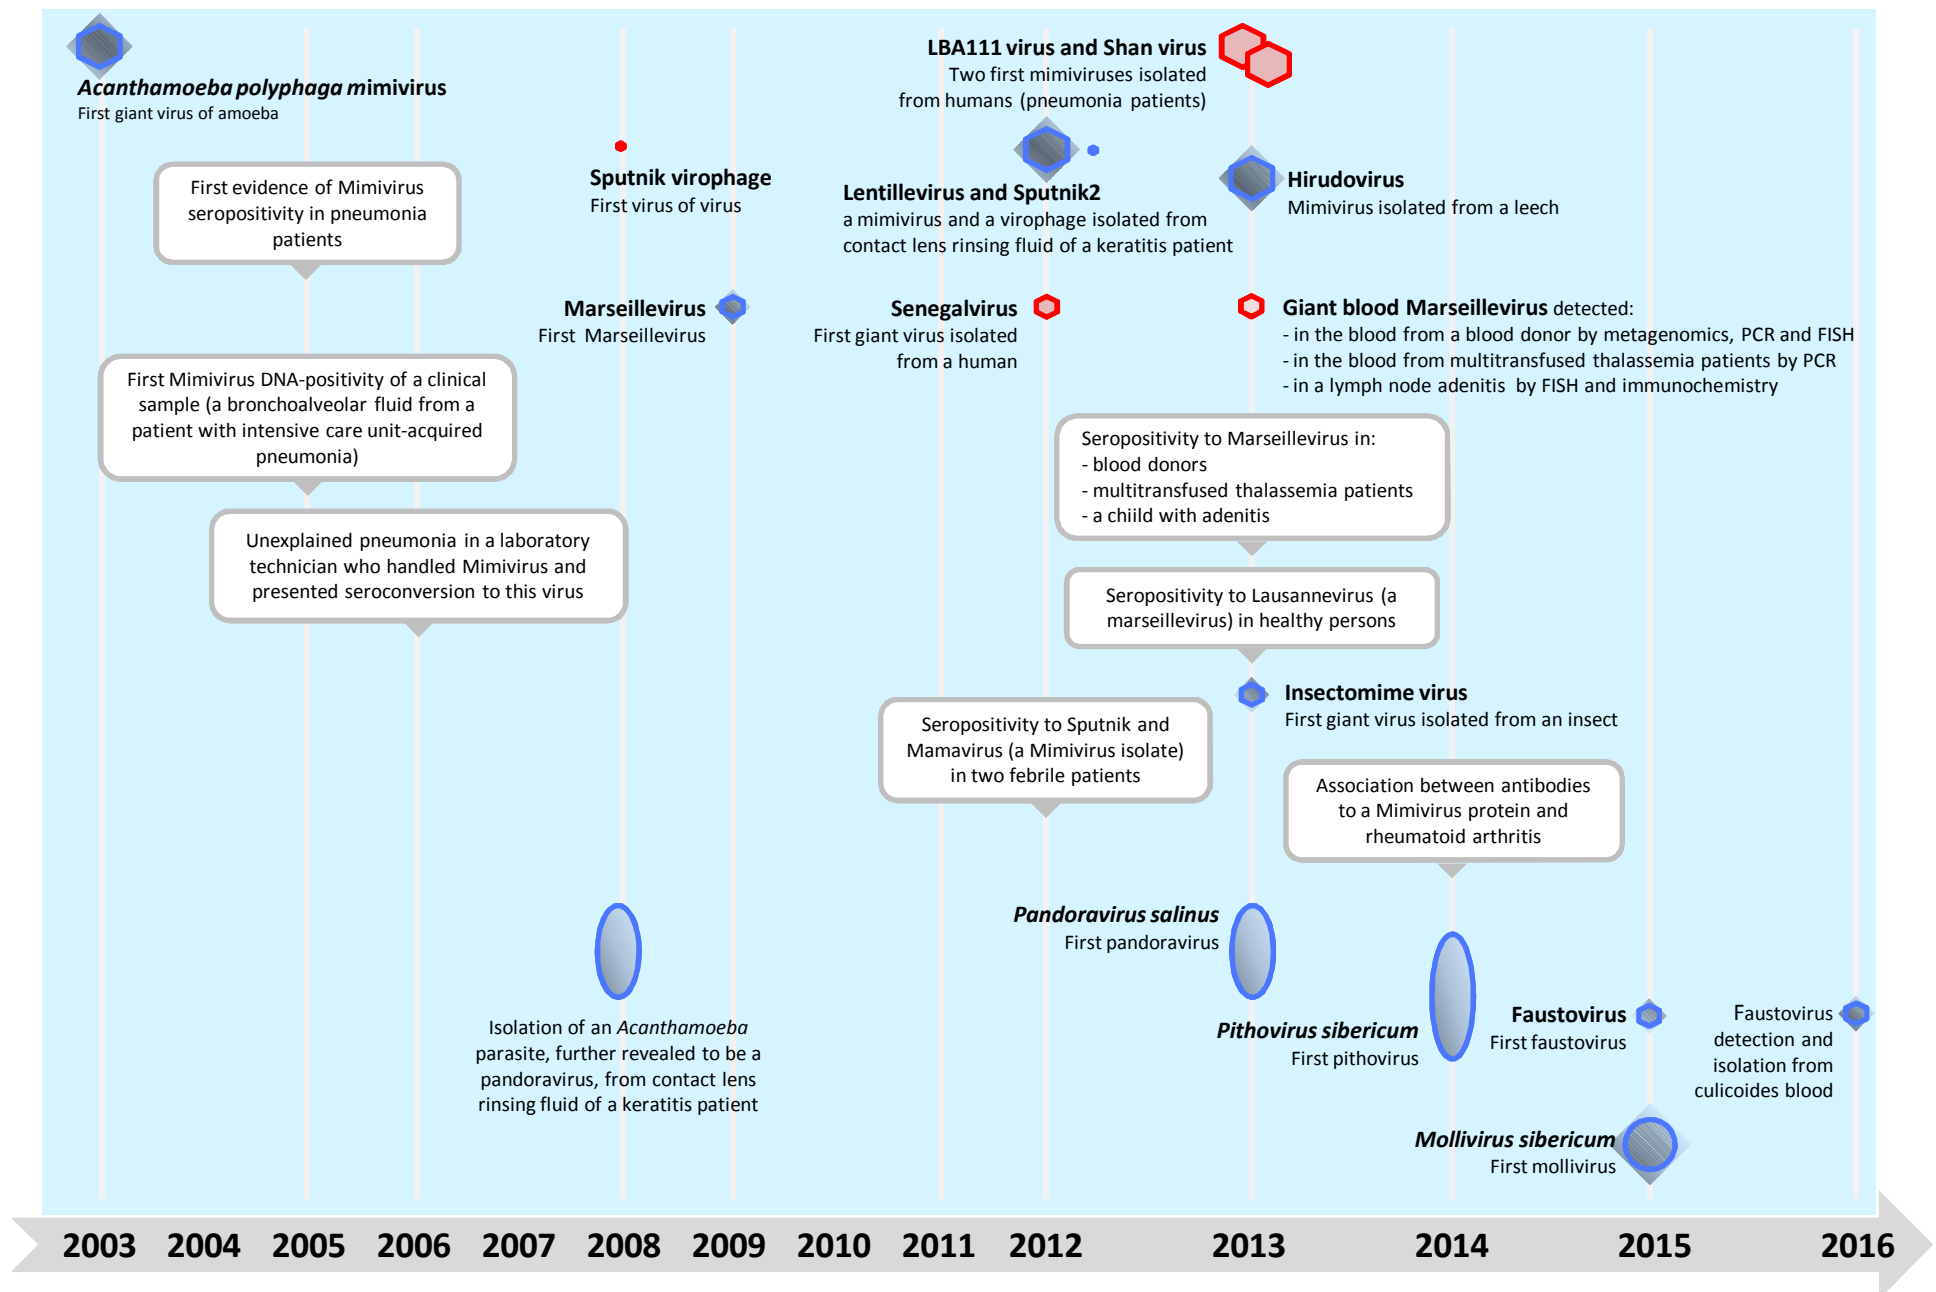 Acanthamoeba polyphaga mimivirus
First giant virus of amoeba
First evidence of Mimivirus
seropositivity in pneumonia
patients
First Mimivirus DNA-positivity of a clinical
sample (a bronchoalveolar fluid from a
patient with intensive care unit-acquired
pneumonia)
Unexplained pneumonia in a laboratory
technician who handled Mimivirus and
presented seroconversion to this virus
Sputnik virophage
First virus of virus
Marseillevirus
First Marseillevirus
Isolation of an Acanthamoeba
parasite, further revealed to be a
pandoravirus, from contact lens
rinsing fluid of a keratitis patient
LBA111 virus and Shan virus
Two first mimiviruses isolated
from humans (pneumonia patients)
Lentillevirus and Sputnik2
a mimivirus and a virophage isolated from
contact lens rinsing fluid of a keratitis patient
Hirudovirus
Mimivirus isolated from a leech
Senegalvirus
First giant virus isolated
from a human
Giant blood Marseillevirus detected:
- in the blood from a blood donor by metagenomics, PCR and FISH
- in the blood from multitransfused thalassemia patients by PCR
- in a lymph node adenitis by FISH and immunochemistry
Seropositivity to Marseillevirus in:
- blood donors
- multitransfused thalassemia patients
- a chiild with adenitis
Seropositivity to Lausannevirus (a
marseillevirus) in healthy persons
Insectomime virus
First giant virus isolated from an insect
Seropositivity to Sputnik and
Mamavirus (a Mimivirus isolate)
in two febrile patients
Association between antibodies
to a Mimivirus protein and
rheumatoid arthritis
Pandoravirus salinus
First pandoravirus
Pithovirus sibericum
First pithovirus
Faustovirus
First faustovirus
Faustovirus
detection and
isolation from
culicoides blood
Mollivirus sibericum
First mollivirus
2003 2004 2005 2006 2007 2008 2009 2010 2011 2012 2013 2014 2015 2016